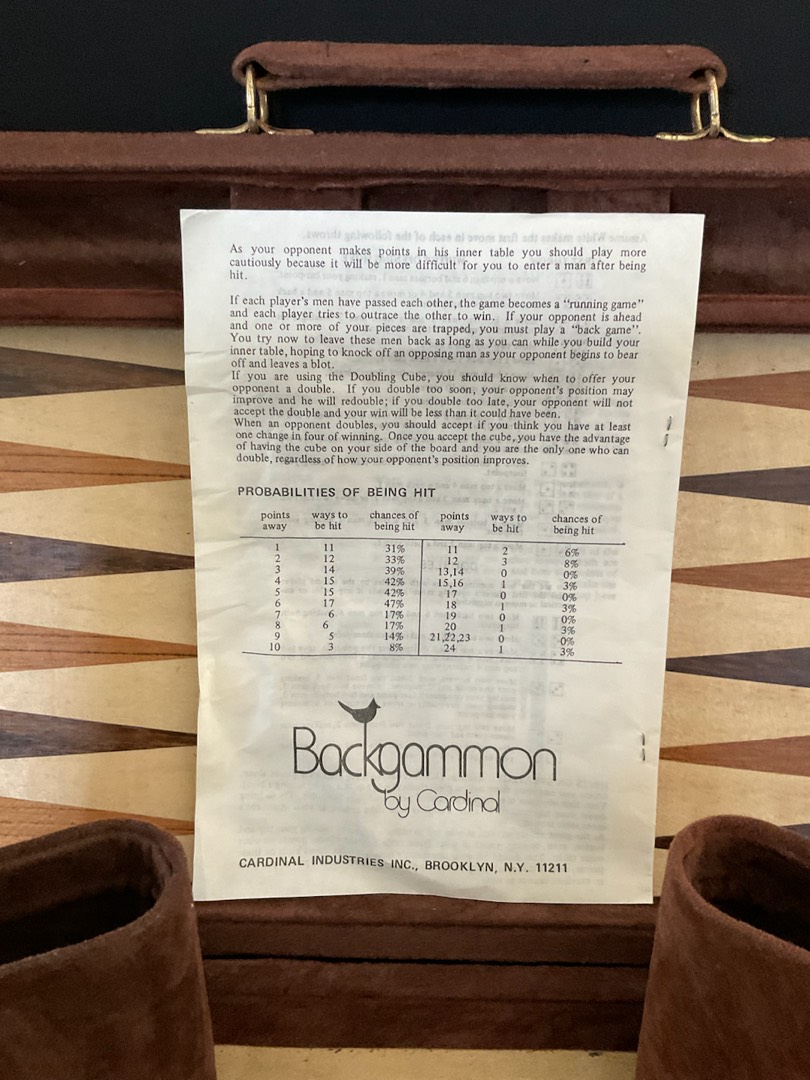 As your opponent makes points in his inner table you should play more
cautiously because it will be more difficult for you to enter a man after being
hit.
If each player's men have passed each other, the game becomes a "running game"
and each player tries to outrace the other to win. If your opponent is ahead
and one or more of your pieces are trapped, you must play a "back game".
You try now to leave these men back as long as you can while you build your
inner table, hoping to knock off an opposing man as your opponent begins to bear
off and leaves a blot.
If you are using the Doubling Cube, you should know when to offer your
opponent a double. If you double too soon, your opponent's position may
improve and he will redouble; if you double too late, your opponent will not
accept the double and your win will be less than it could have been.
When an opponent doubles, you should accept if you think you have at least
one change in four of winning. Once you accept the cube, you have the advantage
of having the cube on your side of the board and you are the only one who can
double, regardless of how your opponent's position improves.
PROBABILITIES OF BEING HIT
points ways to chances of points ways to chances of
away be hit being hit away be hit being hit
1 11 31% 11 2 6%
2 12 33% 12 3 8%
3 14 39% 13,14 0 0%
4 15 42% 15,16 1 3%
5 15 42% 17 0 0%
6 17 47% 18 1 3%
7 6 17% 19 0 0%
8 6 17% 20 1 3%
9 5 14% 21,22,23 0 0%
10 3 8% 24 1 3%
Backgammon
by Cardinal
CARDINAL INDUSTRIES INC., BROOKLYN, N.Y. 11211